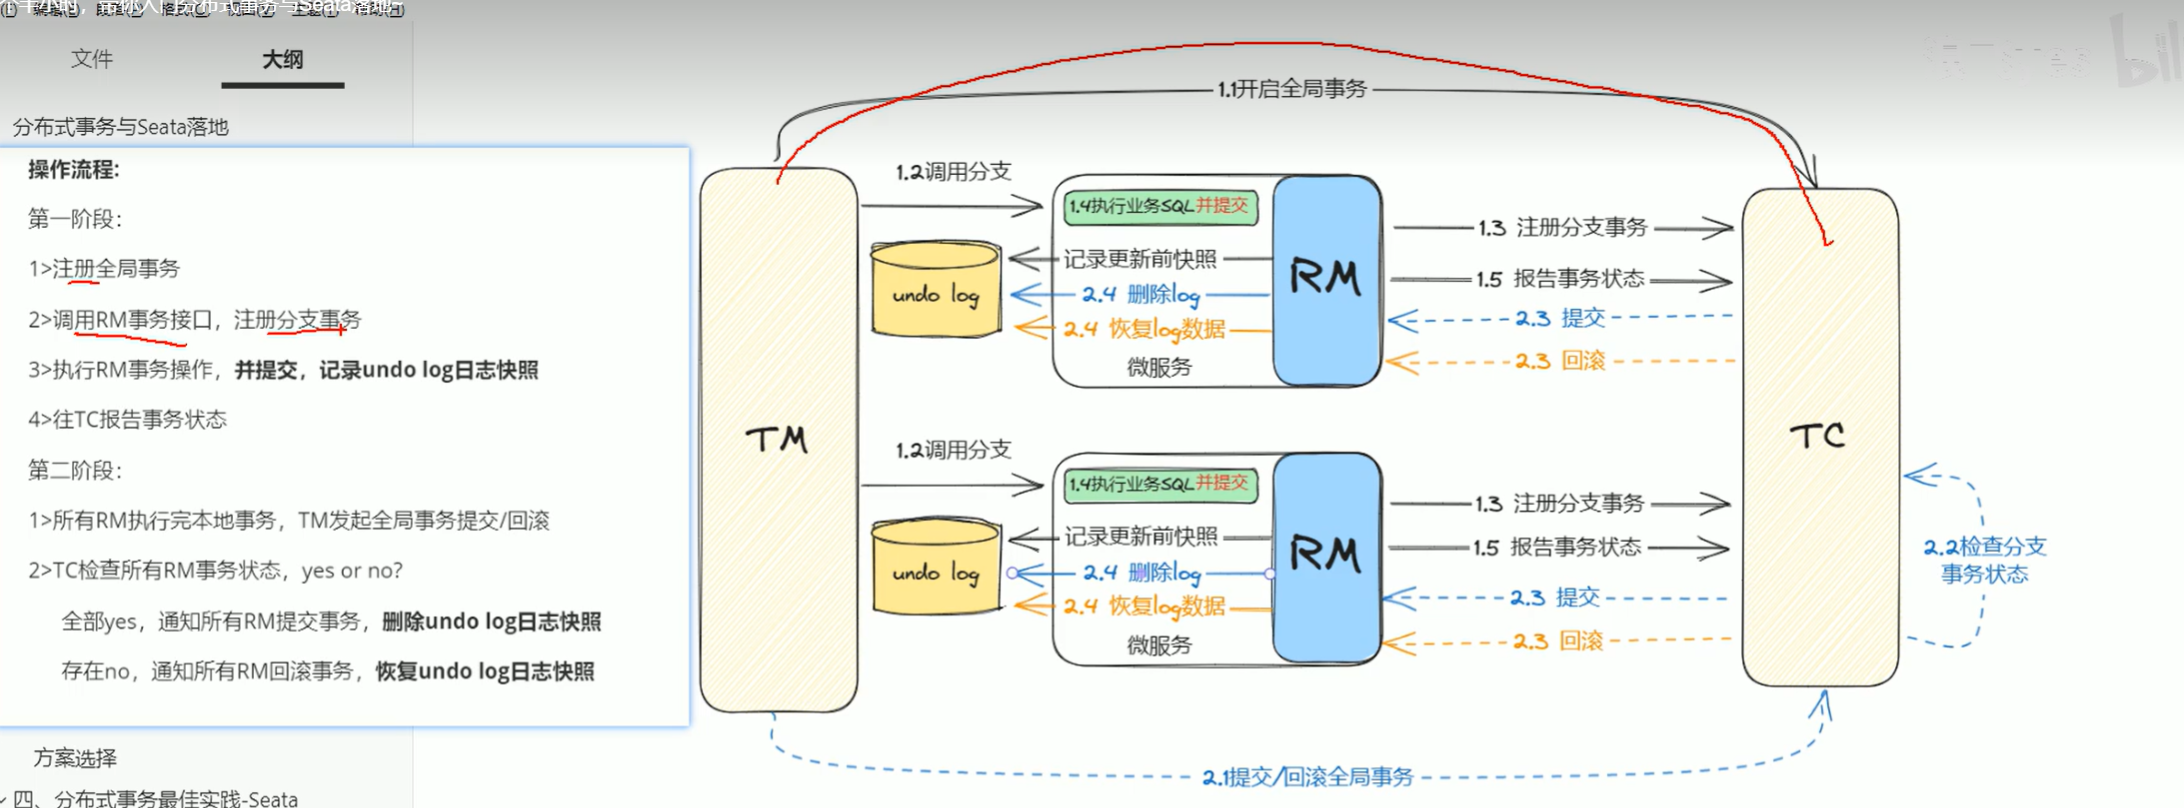 文件
大纲
分布式事务与Seata落地
操作流程:
第一阶段:
1>注册全局事务
2>调用RM事务接口，注册分支事务
3>执行RM事务操作，并提交，记录undo log日志快照
4>往TC报告事务状态
第二阶段:
1>所有RM执行完本地事务，TM发起全局事务提交/回滚
2>TC检查所有RM事务状态，yes or no?
全部yes，通知所有RM提交事务，删除undo log日志快照
存在no，通知所有RM回滚事务，恢复undo log日志快照
方案选择
四、分布式事务最佳实践-Seata
1.1开启全局事务
TM
1.2调用分支
1.4执行业务SQL并提交
undo log
记录更新前快照
2.4 删除log
2.4 恢复log数据
微服务
RM
1.3 注册分支事务
1.5 报告事务状态
2.3 提交
2.3 回滚
1.2调用分支
1.4执行业务SQL并提交
undo log
记录更新前快照
2.4 删除log
2.4 恢复log数据
微服务
RM
1.3 注册分支事务
1.5 报告事务状态
2.3 提交
2.3 回滚
TC
2.2检查分支
事务状态
2.1提交/回滚全局事务